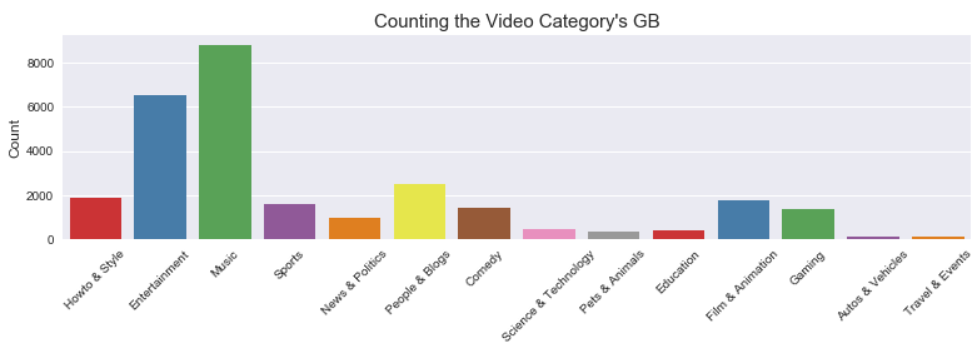 Counting the Video Category's GB
Count
8000
6000
4000
2000
0
Howto & Style
Entertainment
Music
Sports
News & Politics
People & Blogs
Comedy
Science & Technology
Pets & Animals
Education
Film & Animation
Gaming
Autos & Vehicles
Travel & Events